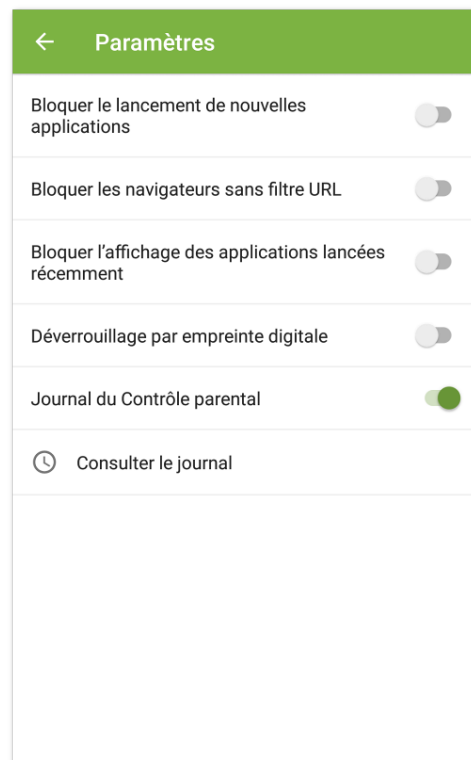 Paramètres
Bloquer le lancement de nouvelles
applications
Bloquer les navigateurs sans filtre URL
Bloquer l’affichage des applications lancées
récemment
Déverrouillage par empreinte digitale
Journal du Contrôle parental
Consulter le journal